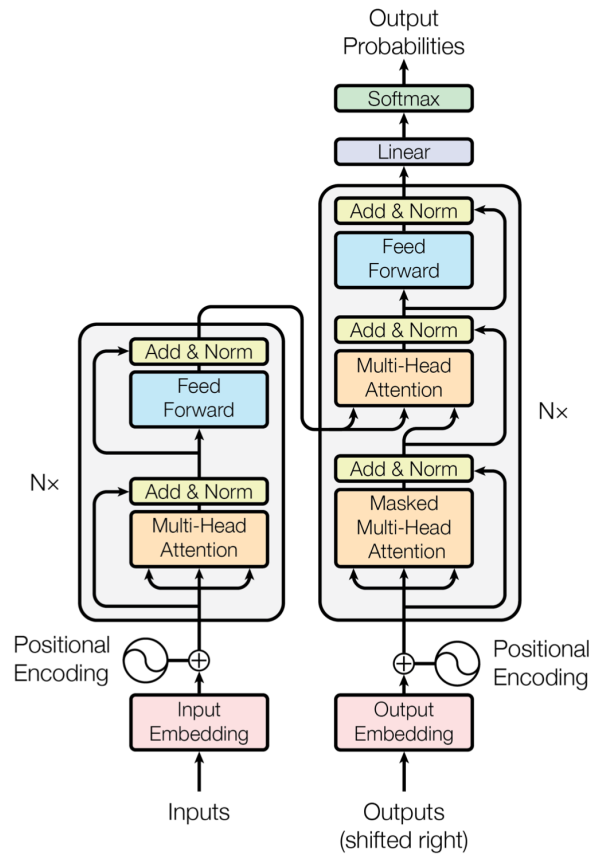 Output
Probabilities
Softmax
Linear
Add & Norm
Feed
Forward
Add & Norm
Multi-Head
Attention
Add & Norm
Masked
Multi-Head
Attention
N×
Add & Norm
Feed
Forward
Add & Norm
Multi-Head
Attention
N×
Positional
Encoding
Positional
Encoding
Input
Embedding
Output
Embedding
Inputs
Outputs
(shifted right)